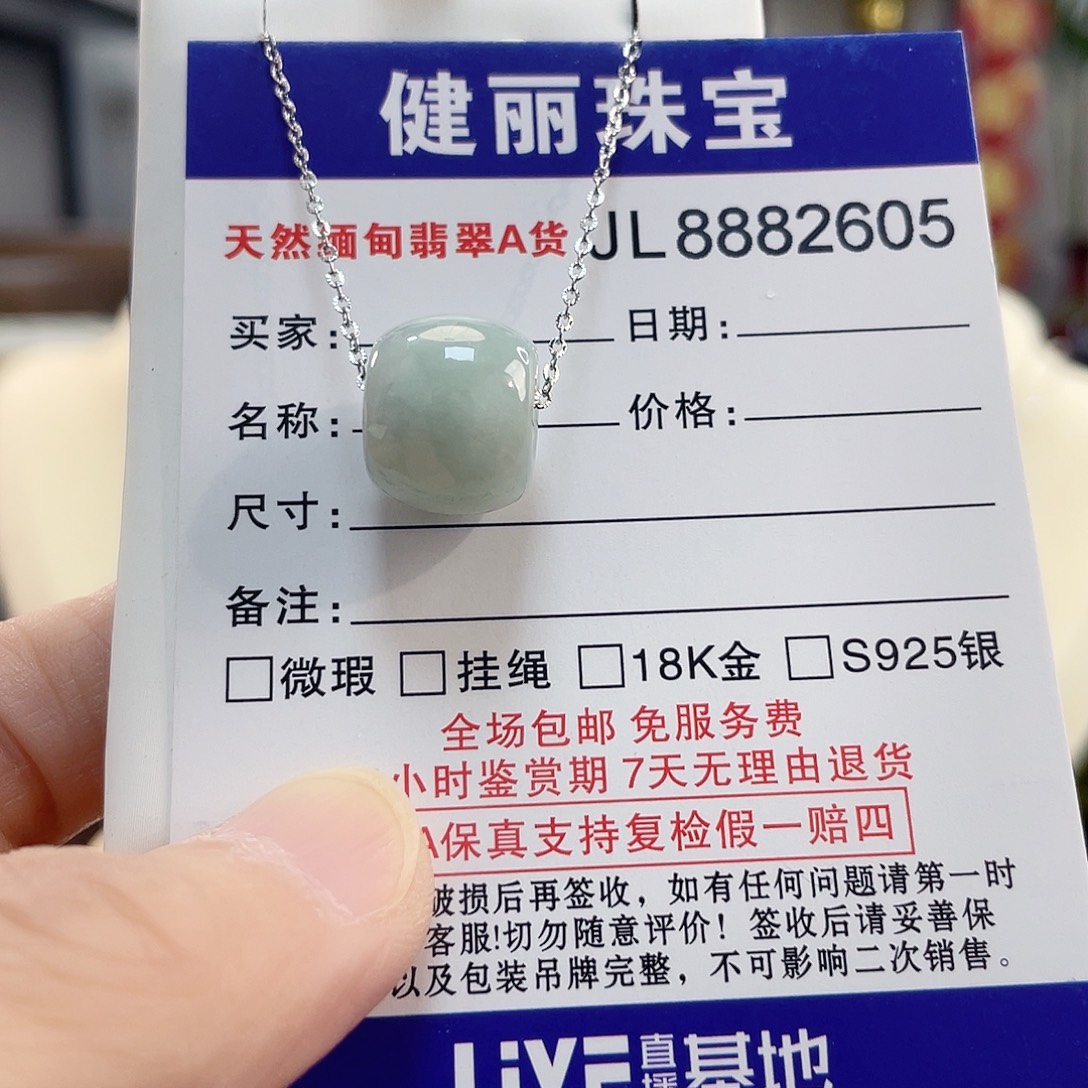 健丽珠宝
天然缅甸翡翠A货 JL8882605
买家: 日期:
名称: 价格:
尺寸:
备注:
□微瑕 □挂绳 □18K金 □S925银
全场包邮 免服务费
小时鉴赏期 7天无理由退货
A保真支持复检假一赔四
破损后再签收，如有任何问题请第一时
客服!切勿随意评价！签收后请妥善保
以及包装吊牌完整，不可影响二次销售。
LIVE 直播 基地